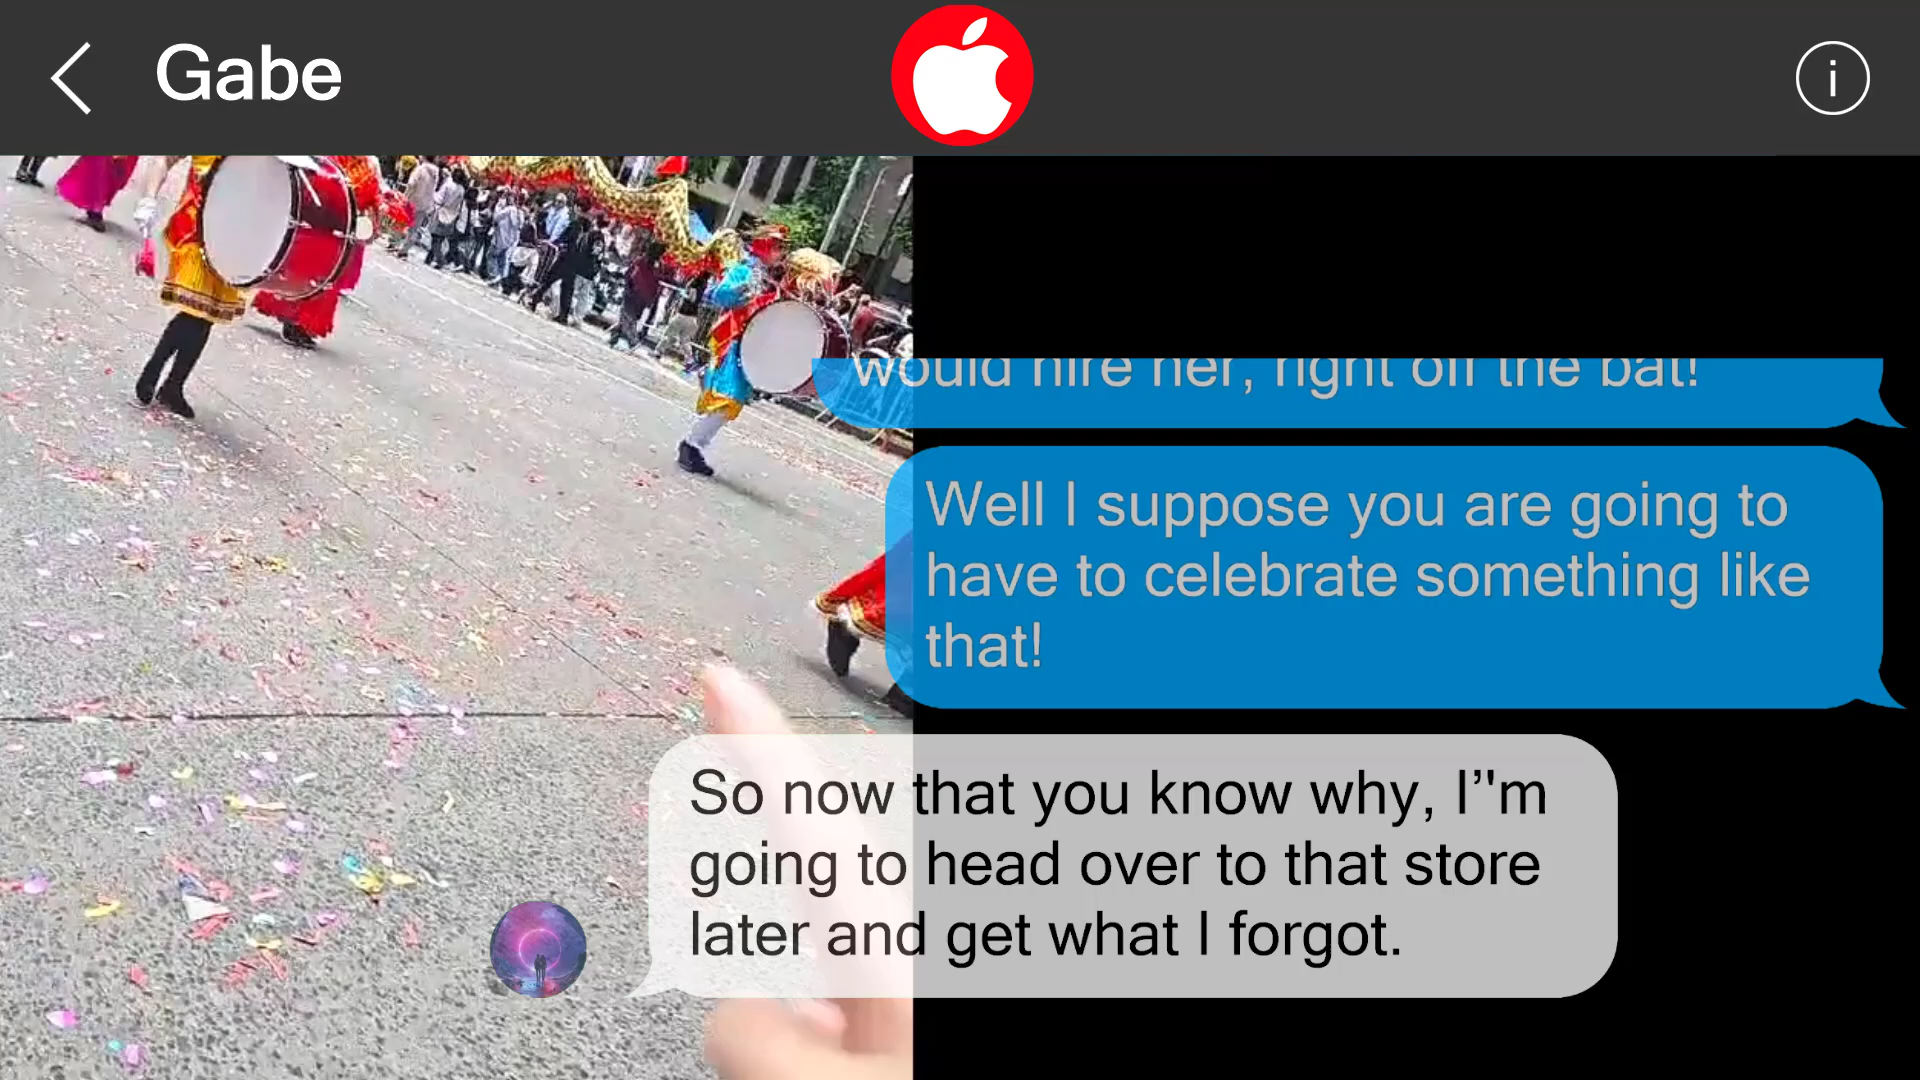 Gabe
i
would hire her, right off the bat!
Well I suppose you are going to
have to celebrate something like
that!
So now that you know why, I’'m
going to head over to that store
later and get what I forgot.